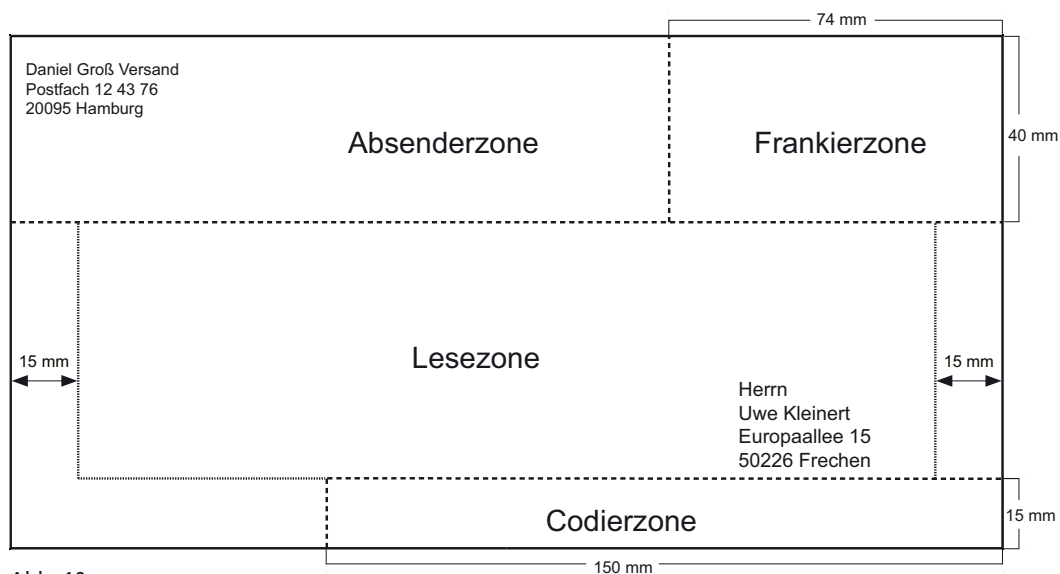 74 mm
Daniel Groß Versand
Postfach 12 43 76
20095 Hamburg
Absenderzone
Frankierzone
40 mm
15 mm
Lesezone
15 mm
Herrn
Uwe Kleinert
Europaallee 15
50226 Frechen
Codierzone
15 mm
150 mm